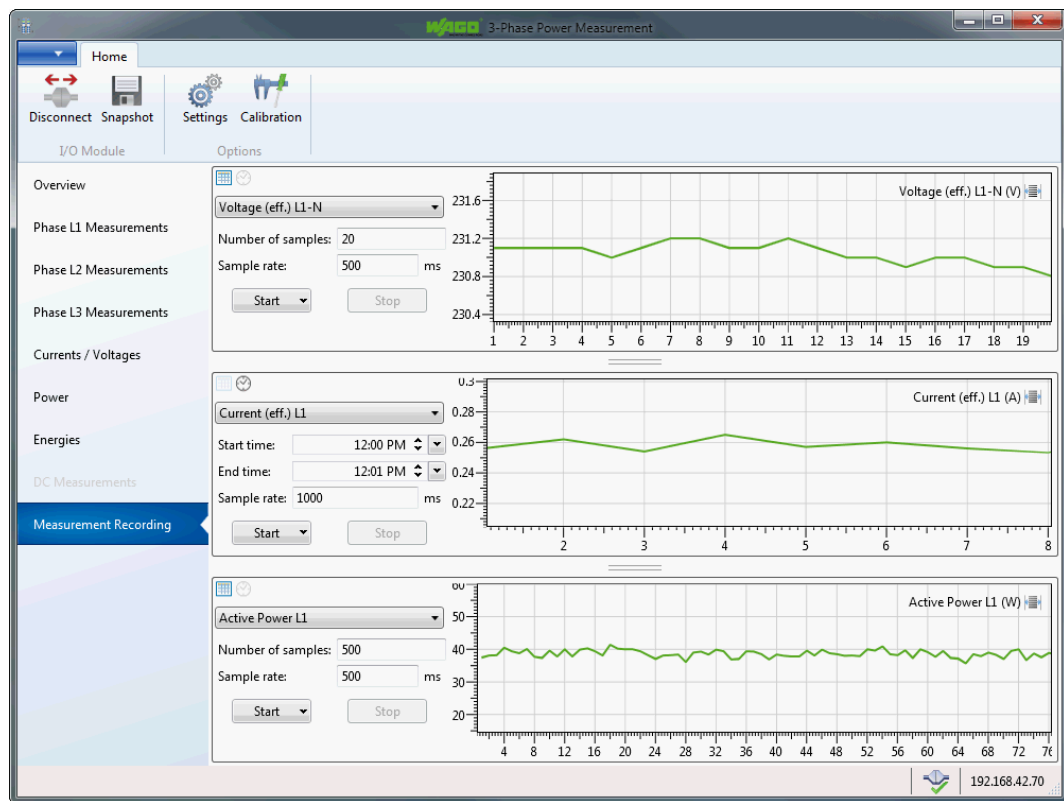 WAGO 3-Phase Power Measurement
Home
Disconnect Snapshot Settings Calibration
I/O Module Options
Overview
Phase L1 Measurements
Phase L2 Measurements
Phase L3 Measurements
Currents / Voltages
Power
Energies
DC Measurements
Measurement Recording
Voltage (eff.) L1-N
Number of samples: 20
Sample rate: 500 ms
Start Stop
Voltage (eff.) L1-N (V)
231.6
231.2
230.8
230.4
1 2 3 4 5 6 7 8 9 10 11 12 13 14 15 16 17 18 19
Current (eff.) L1
Start time: 12:00 PM
End time: 12:01 PM
Sample rate: 1000 ms
Start Stop
Current (eff.) L1 (A)
0.3
0.28
0.26
0.24
0.22
2 3 4 5 6 7 8
Active Power L1
Number of samples: 500
Sample rate: 500 ms
Start Stop
Active Power L1 (W)
60
50
40
30
20
4 8 12 16 20 24 28 32 36 40 44 48 52 56 60 64 68 72 76
192.168.42.70